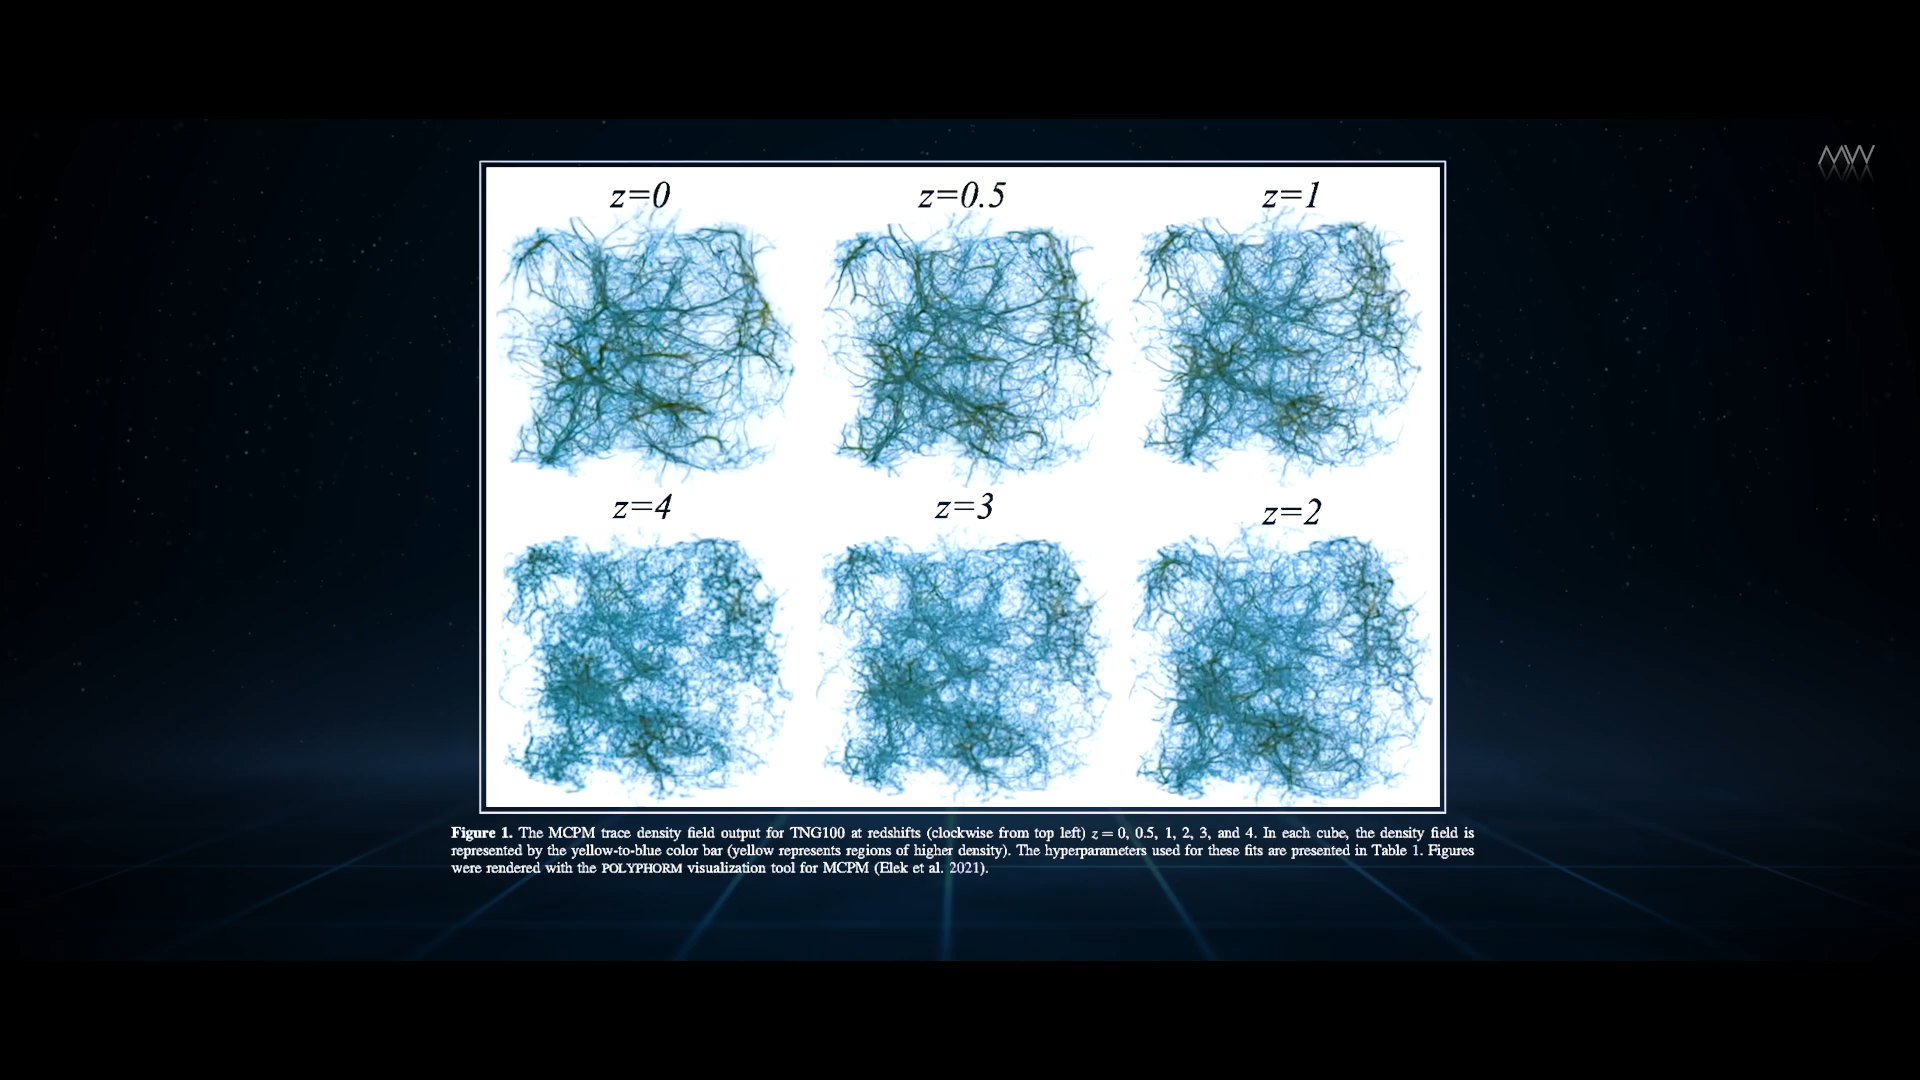 MW
z=0
z=0.5
z=1
z=4
z=3
z=2
Figure 1. The MCPM trace density field output for TNG100 at redshifts (clockwise from top left) z = 0, 0.5, 1, 2, 3, and 4. In each cube, the density field is
represented by the yellow-to-blue color bar (yellow represents regions of higher density). The hyperparameters used for these fits are presented in Table 1. Figures
were rendered with the POLYPHORM visualization tool for MCPM (Elek et al. 2021).